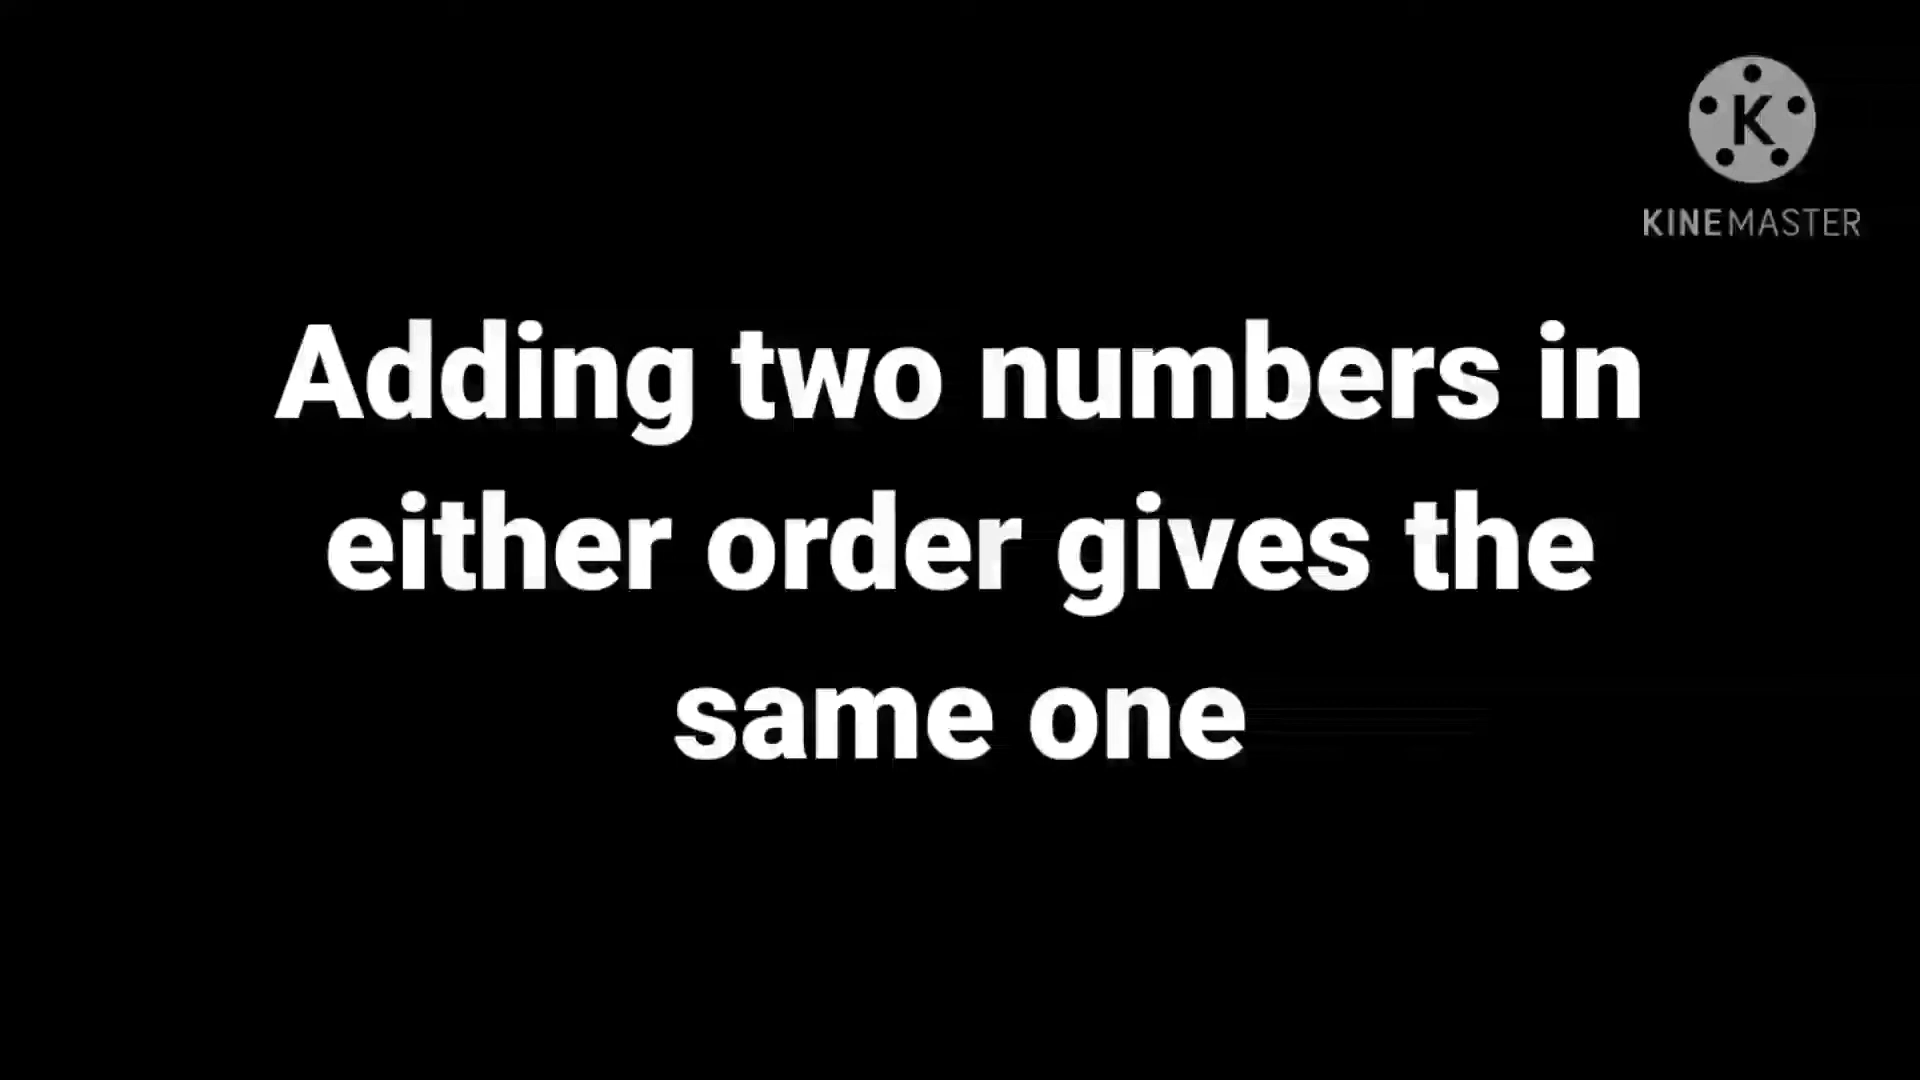 K
KINEMASTER
Adding two numbers in
either order gives the
same one